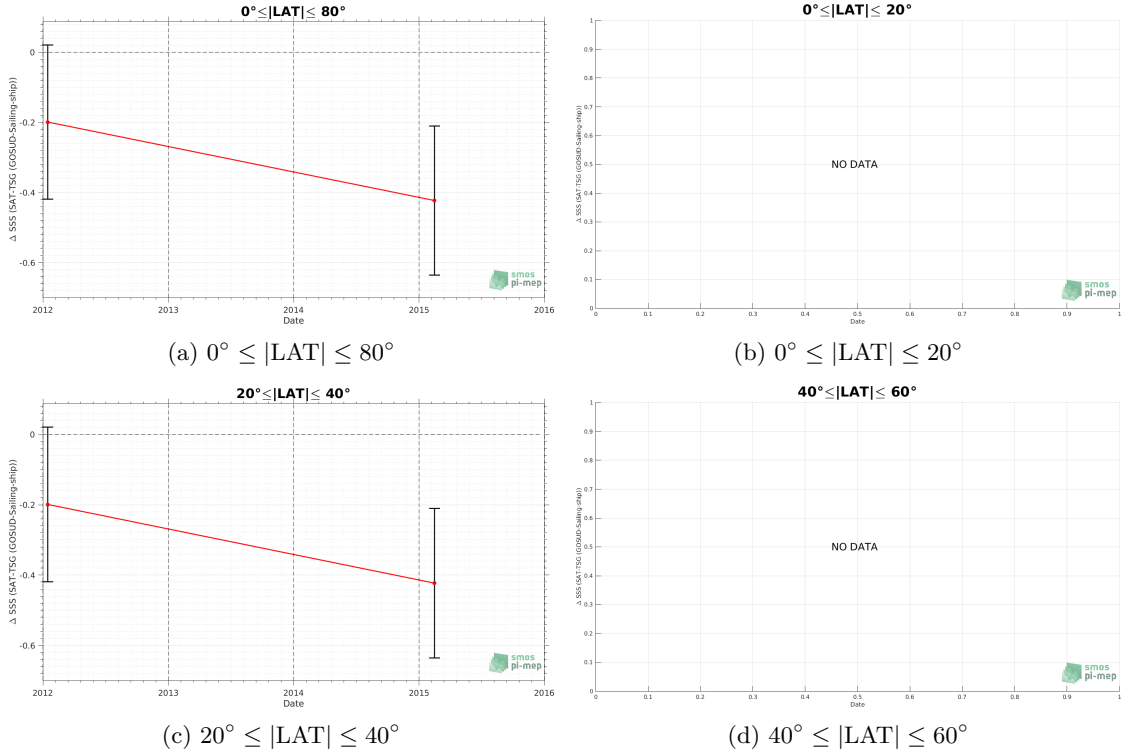 0°≤|LAT|≤ 80°
Δ SSS (SAT-TSG (GOSUD-Sailing-ship))
0
-0.2
-0.4
-0.6
2012
2013
2014
2015
2016
Date
smos
pi-mep
(a) 0° ≤ |LAT| ≤ 80°
0°≤|LAT|≤ 20°
Δ SSS (SAT-TSG (GOSUD-Sailing-ship))
1
0.9
0.8
0.7
0.6
0.5
0.4
0.3
0.2
0.1
0
NO DATA
0
0.1
0.2
0.3
0.4
0.5
0.6
0.7
0.8
0.9
1
Date
smos
pi-mep
(b) 0° ≤ |LAT| ≤ 20°
20°≤|LAT|≤ 40°
Δ SSS (SAT-TSG (GOSUD-Sailing-ship))
0
-0.2
-0.4
-0.6
2012
2013
2014
2015
2016
Date
smos
pi-mep
(c) 20° ≤ |LAT| ≤ 40°
40°≤|LAT|≤ 60°
Δ SSS (SAT-TSG (GOSUD-Sailing-ship))
1
0.9
0.8
0.7
0.6
0.5
0.4
0.3
0.2
0.1
0
NO DATA
0
0.1
0.2
0.3
0.4
0.5
0.6
0.7
0.8
0.9
1
Date
smos
pi-mep
(d) 40° ≤ |LAT| ≤ 60°